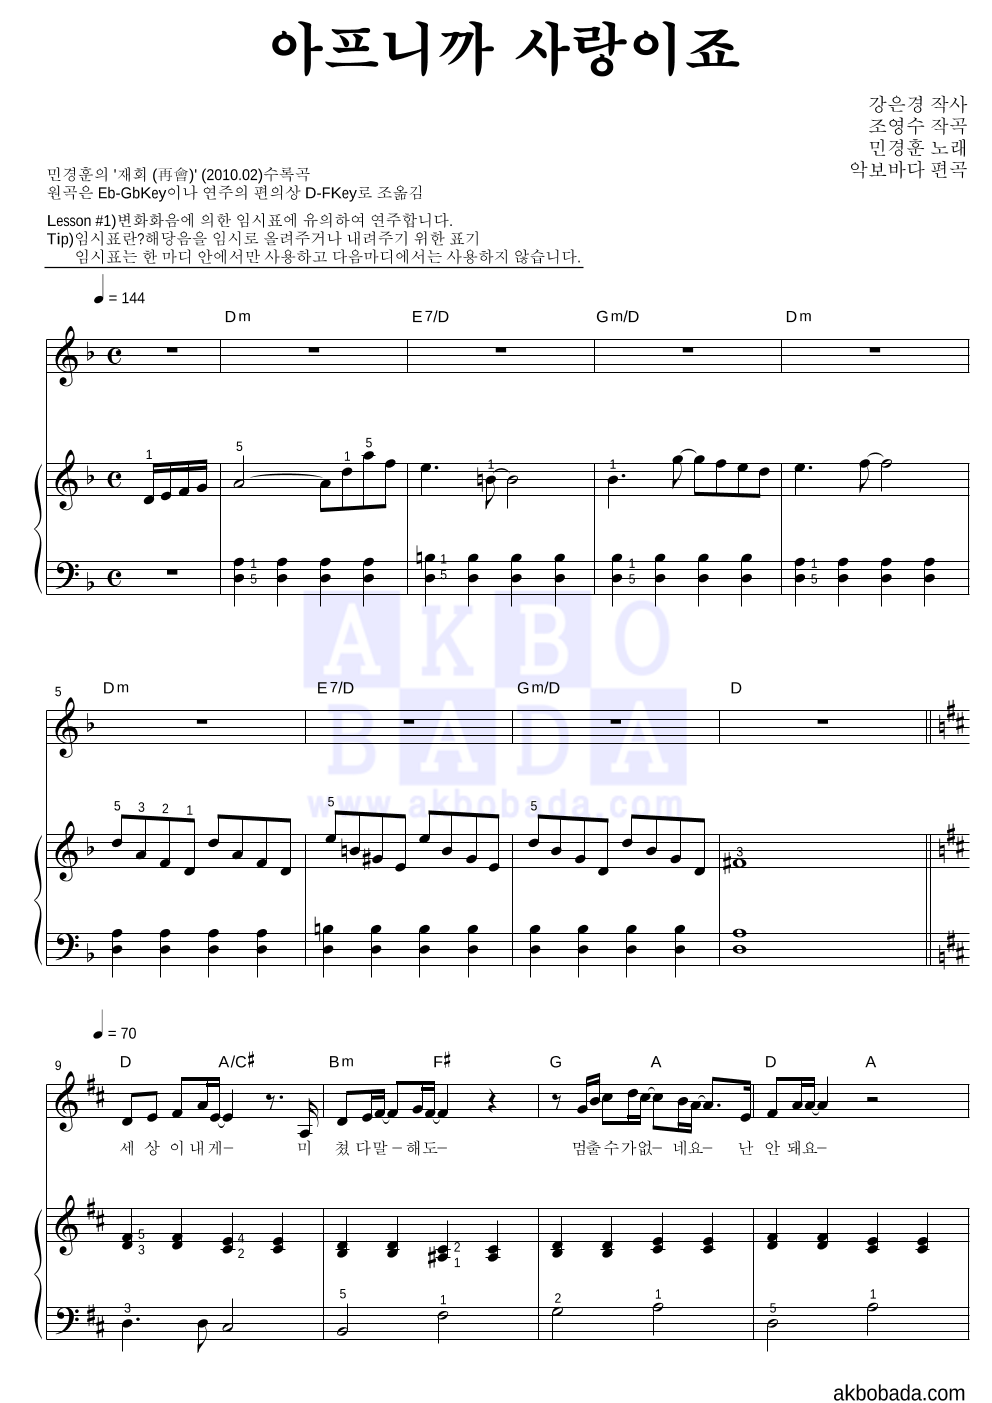 아프니까 사랑이죠
강은경 작사
조영수 작곡
민경훈 노래
악보바다 편곡
민경훈의 '재회 (再會)' (2010.02)수록곡
원곡은 Eb-GbKey이나 연주의 편의상 D-FKey로 조옮김
Lesson #1)변화화음에 의한 임시표에 유의하여 연주합니다.
Tip)임시표란?해당음을 임시로 올려주거나 내려주기 위한 표기
임시표는 한 마디 안에서만 사용하고 다음마디에서는 사용하지 않습니다.
= 144
Dm E7/D Gm/D Dm
1 5 1 5 1 1
1 1 1 1
5 5 5 5
AKBO
BADA
www.akbobada.com
5 Dm E7/D Gm/D D
5 3 2 1 5 5 3
= 70
9 D A/C# Bm F# G A D A
세 상 이 내 게– 미 쳤 다 말 – 해 도– 멈 출 수 가 없– 네 요– 난 안 돼 요–
5 4 2
3 2 1
3 5 1 2 1 5 1
akbobada.com